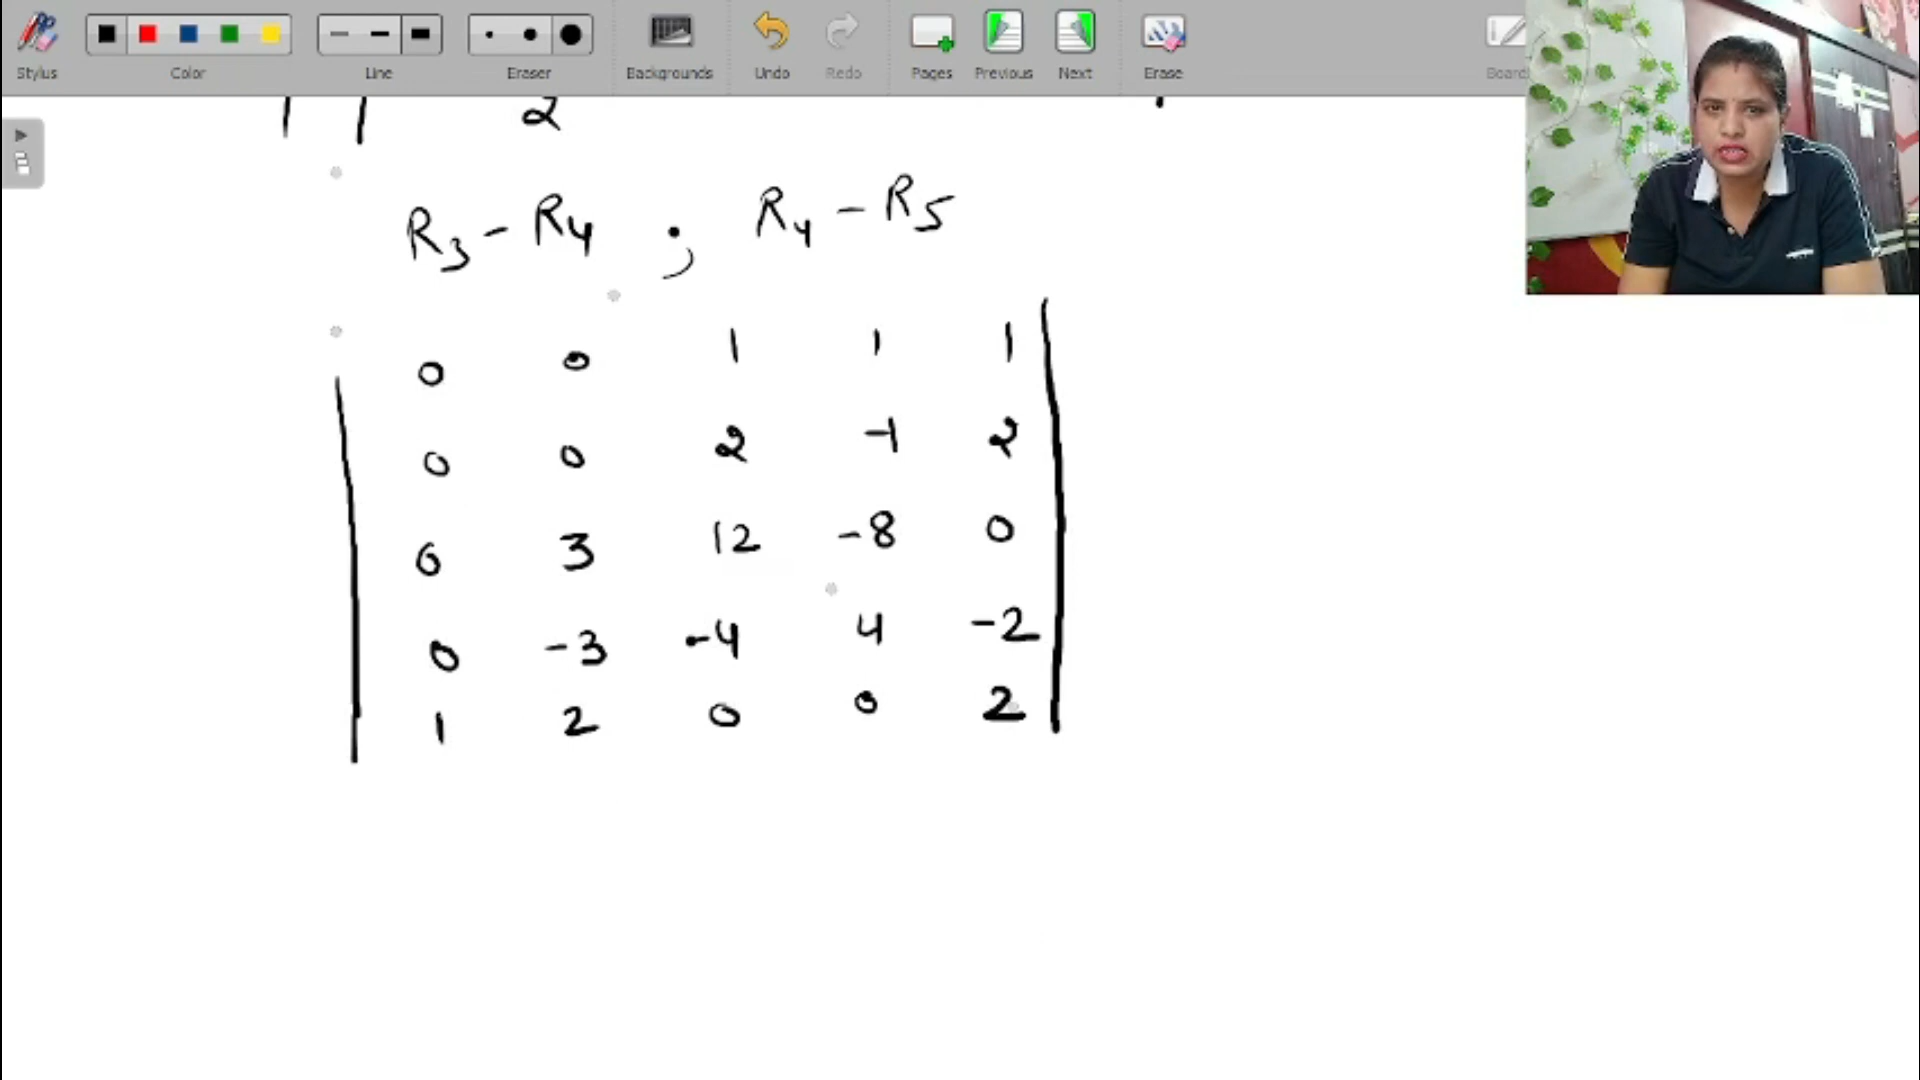 Stylus Color Line Eraser Backgrounds Undo Redo Pages Previous Next Erase Board
2
R3 - R4 ; R4 - R5
0 0 1 1 1
0 0 2 -1 2
0 3 12 -8 0
0 -3 -4 4 -2
1 2 0 0 2